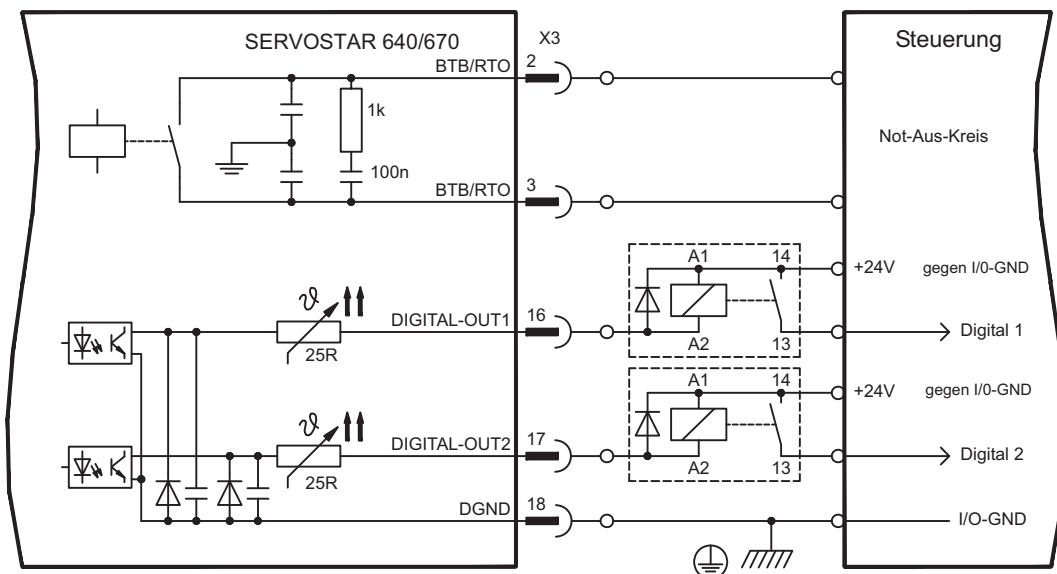 SERVOSTAR 640/670
X3
Steuerung
BTB/RTO
2
1k
Not-Aus-Kreis
100n
BTB/RTO
3
A1
14
+24V
gegen I/0-GND
ϑ
DIGITAL-OUT1
16
Digital 1
25R
A2
13
A1
14
+24V
gegen I/0-GND
ϑ
DIGITAL-OUT2
17
Digital 2
25R
A2
13
DGND
18
I/O-GND